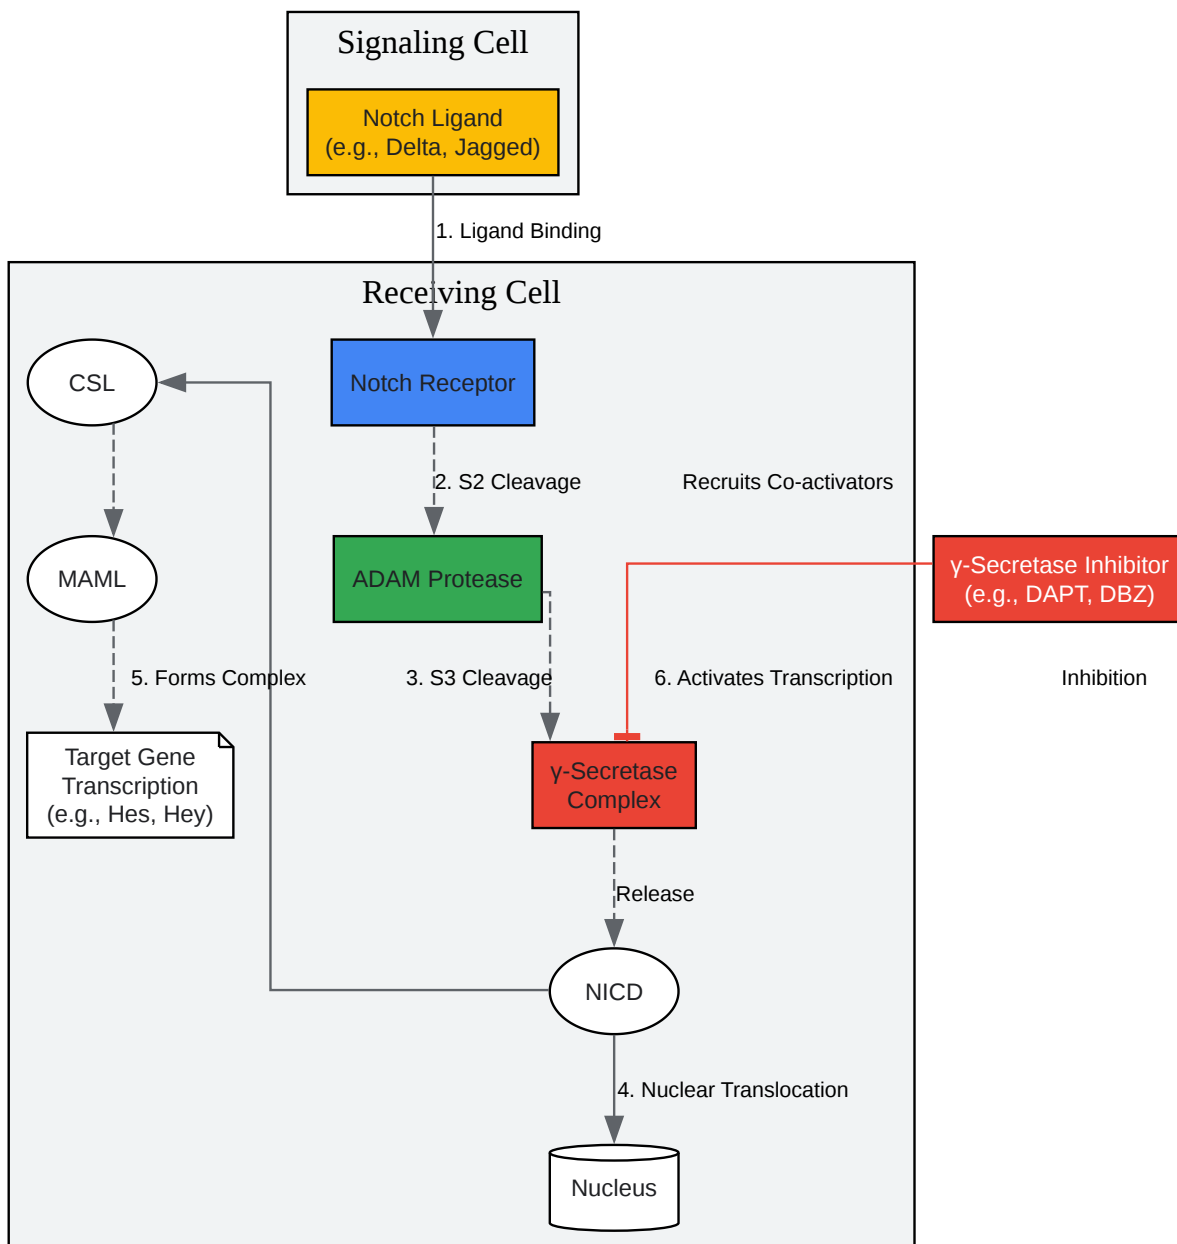 Signaling Cell
Notch Ligand
(e.g., Delta, Jagged)
1. Ligand Binding
Receiving Cell
CSL
Notch Receptor
2. S2 Cleavage
Recruits Co-activators
MAML
ADAM Protease
γ-Secretase Inhibitor
(e.g., DAPT, DBZ)
5. Forms Complex
3. S3 Cleavage
6. Activates Transcription
Inhibition
Target Gene
Transcription
(e.g., Hes, Hey)
γ-Secretase
Complex
Release
NICD
4. Nuclear Translocation
Nucleus